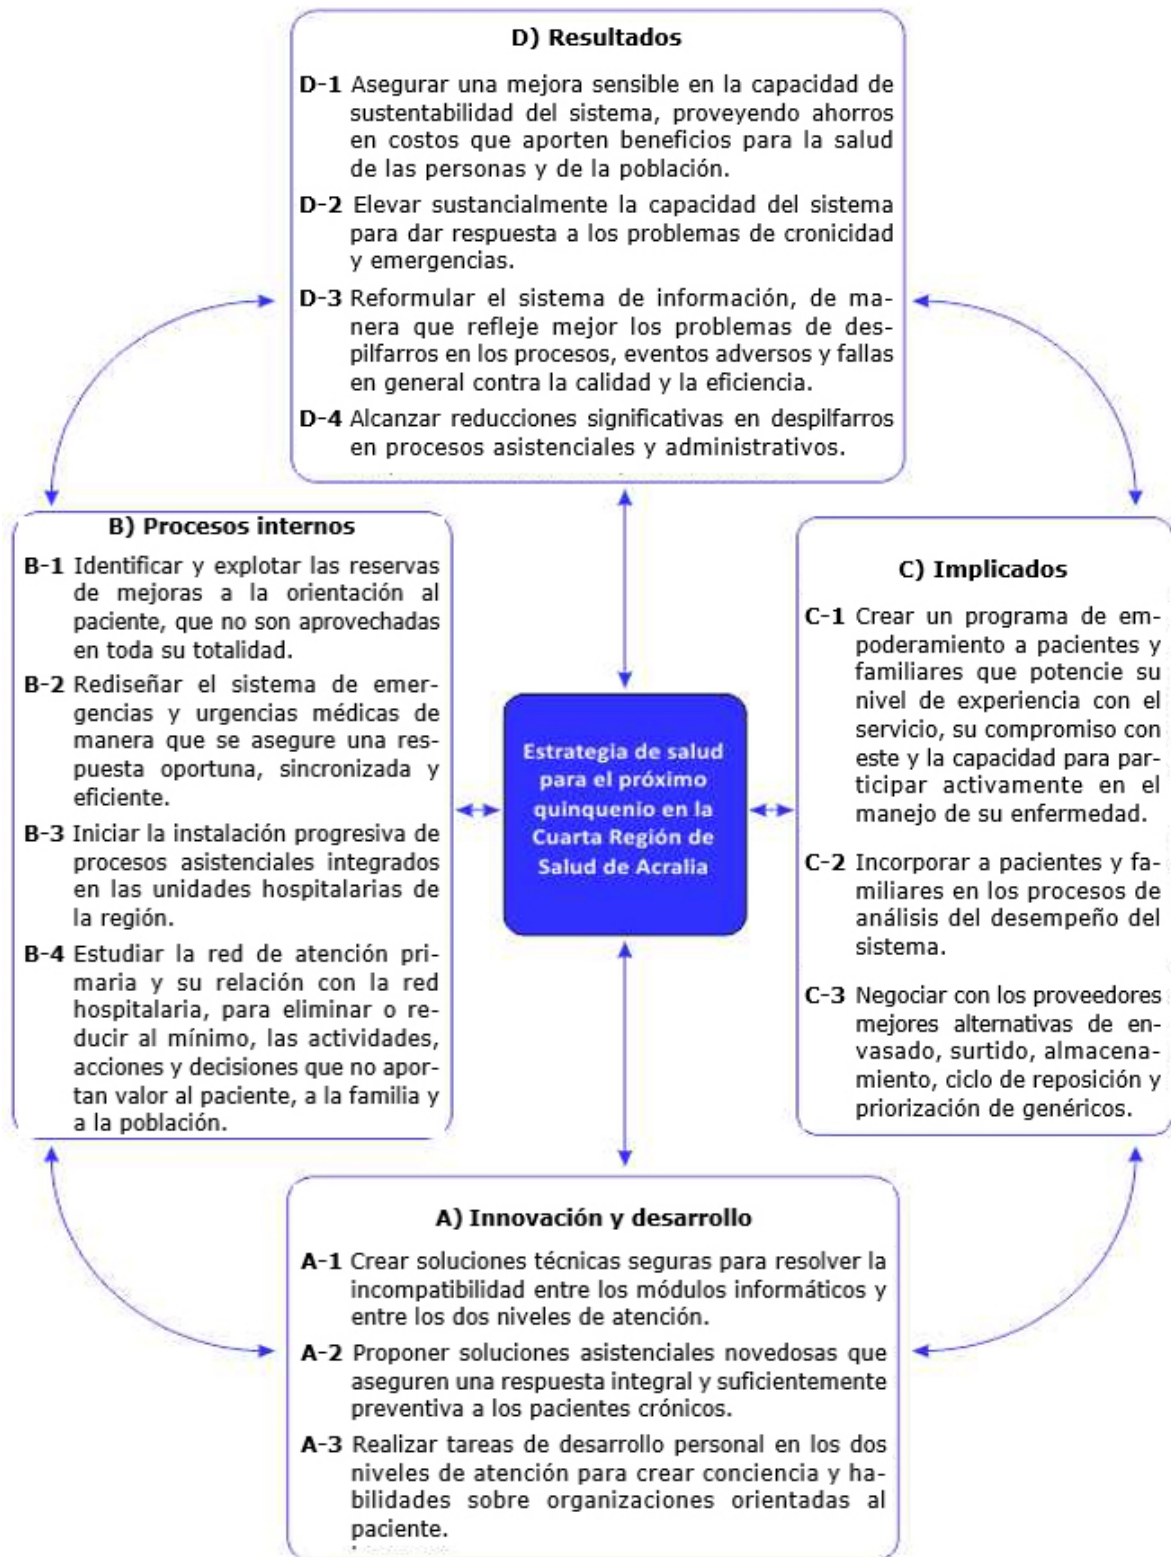 D) Resultados
D-1 Asegurar una mejora sensible en la capacidad de
sustentabilidad del sistema, proveyendo ahorros
en costos que aporten beneficios para la salud
de las personas y de la población.
D-2 Elevar sustancialmente la capacidad del sistema
para dar respuesta a los problemas de cronicidad
y emergencias.
D-3 Reformular el sistema de información, de ma-
nera que refleje mejor los problemas de des-
pilfarros en los procesos, eventos adversos y fallas
en general contra la calidad y la eficiencia.
D-4 Alcanzar reducciones significativas en despilfarros
en procesos asistenciales y administrativos.
B) Procesos internos
B-1 Identificar y explotar las reservas
de mejoras a la orientación al
paciente, que no son aprovechadas
en toda su totalidad.
B-2 Rediseñar el sistema de emer-
gencias y urgencias médicas de
manera que se asegure una res-
puesta oportuna, sincronizada y
eficiente.
B-3 Iniciar la instalación progresiva de
procesos asistenciales integrados
en las unidades hospitalarias de
la región.
B-4 Estudiar la red de atención pri-
maria y su relación con la red
hospitalaria, para eliminar o re-
ducir al mínimo, las actividades,
acciones y decisiones que no apor-
tan valor al paciente, a la familia y
a la población.
Estrategia de salud
para el próximo
quinquenio en la
Cuarta Región de
Salud de Acralia
C) Implicados
C-1 Crear un programa de em-
poderamiento a pacientes y
familiares que potencie su
nivel de experiencia con el
servicio, su compromiso con
este y la capacidad para par-
ticipar activamente en el
manejo de su enfermedad.
C-2 Incorporar a pacientes y fa-
miliares en los procesos de
análisis del desempeño del
sistema.
C-3 Negociar con los proveedores
mejores alternativas de en-
vasado, surtido, almacena-
miento, ciclo de reposición y
priorización de genéricos.
A) Innovación y desarrollo
A-1 Crear soluciones técnicas seguras para resolver la
incompatibilidad entre los módulos informáticos y
entre los dos niveles de atención.
A-2 Proponer soluciones asistenciales novedosas que
aseguren una respuesta integral y suficientemente
preventiva a los pacientes crónicos.
A-3 Realizar tareas de desarrollo personal en los dos
niveles de atención para crear conciencia y ha-
bilidades sobre organizaciones orientadas al
paciente.